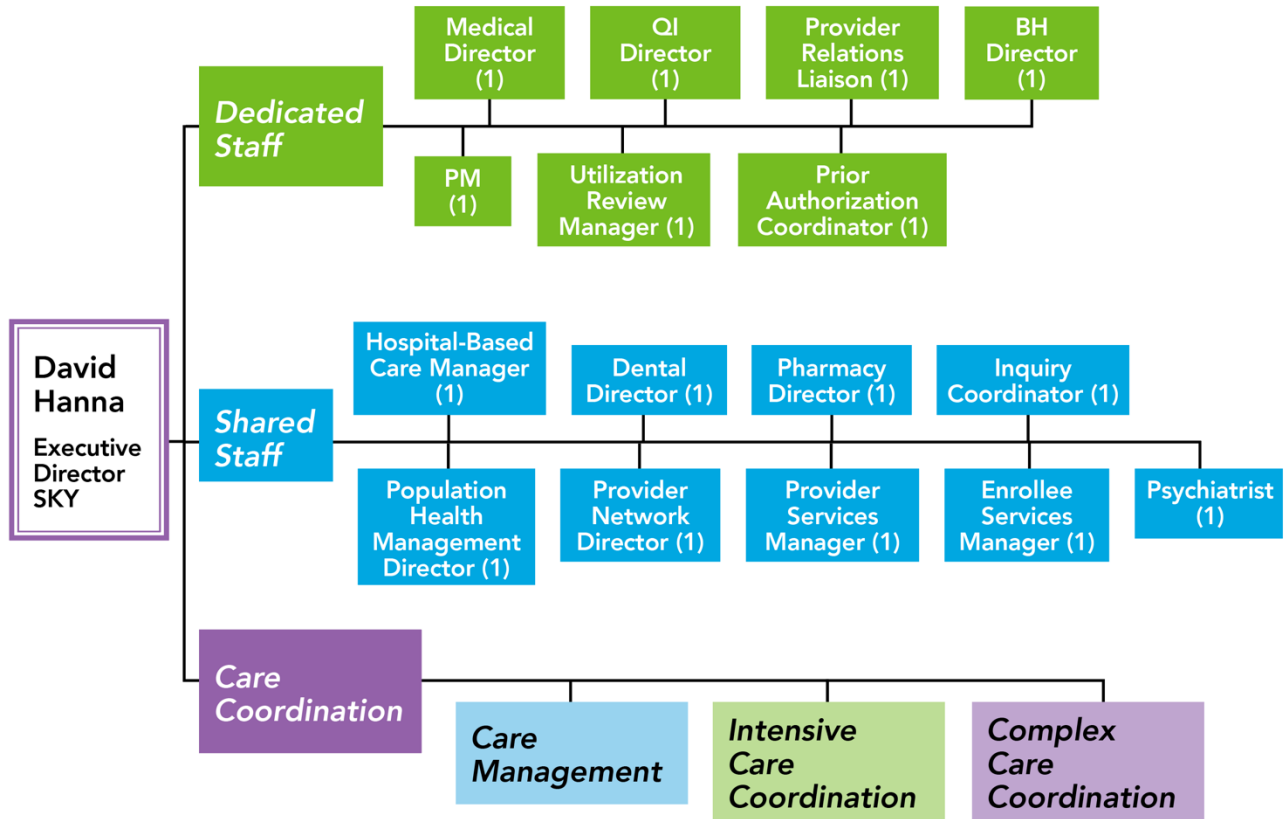 Medical
Director
(1)
QI
Director
(1)
Provider
Relations
Liaison (1)
BH
Director
(1)
Dedicated
Staff
PM
(1)
Utilization
Review
Manager (1)
Prior
Authorization
Coordinator (1)
David
Hanna
Executive
Director
SKY
Hospital-Based
Care Manager
(1)
Dental
Director (1)
Pharmacy
Director (1)
Inquiry
Coordinator (1)
Shared
Staff
Population
Health
Management
Director (1)
Provider
Network
Director (1)
Provider
Services
Manager (1)
Enrollee
Services
Manager (1)
Psychiatrist
(1)
Care
Coordination
Care
Management
Intensive
Care
Coordination
Complex
Care
Coordination